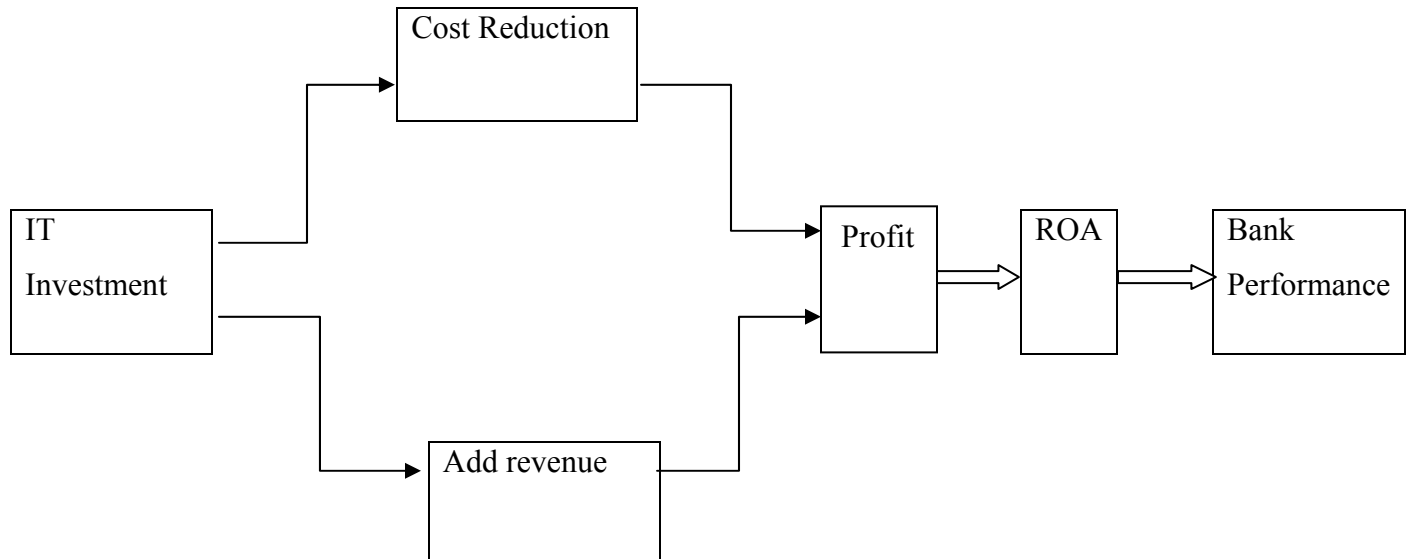 Cost Reduction
IT
Investment
Profit
ROA
Bank
Performance
Add revenue